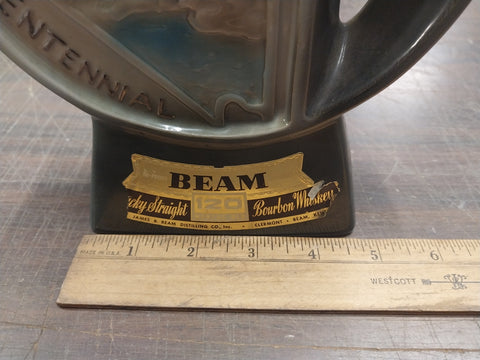 ENTENNIAL
BEAM
120
cky Straight Bourbon Whiskey
JAMES B. BEAM DISTILLING CO., Inc. • CLERMONT • BEAM, KY.
1 2 3 4 5 6
MADE IN U.S.A.
WESTCOTT